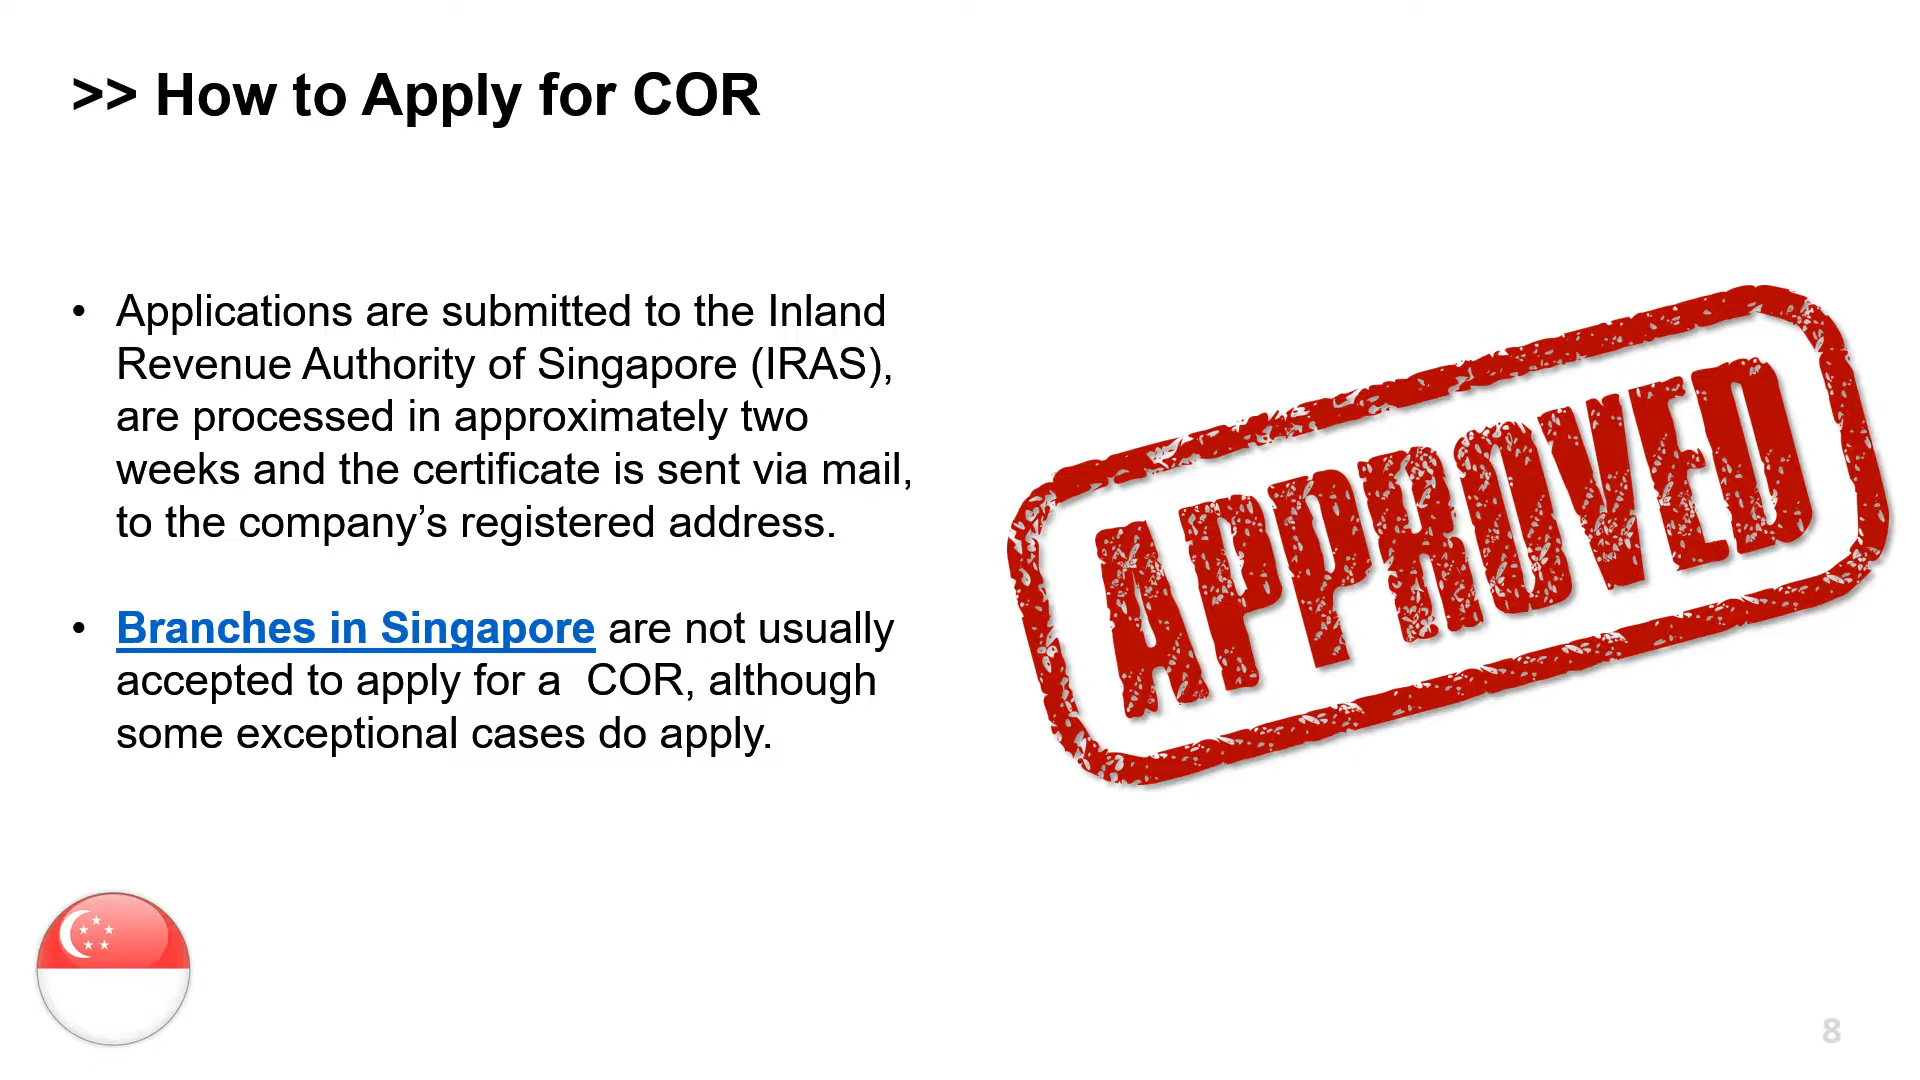 >> How to Apply for COR
• Applications are submitted to the Inland
Revenue Authority of Singapore (IRAS),
are processed in approximately two
weeks and the certificate is sent via mail,
to the company’s registered address.
• Branches in Singapore are not usually
accepted to apply for a  COR, although
some exceptional cases do apply.
APPROVED
8